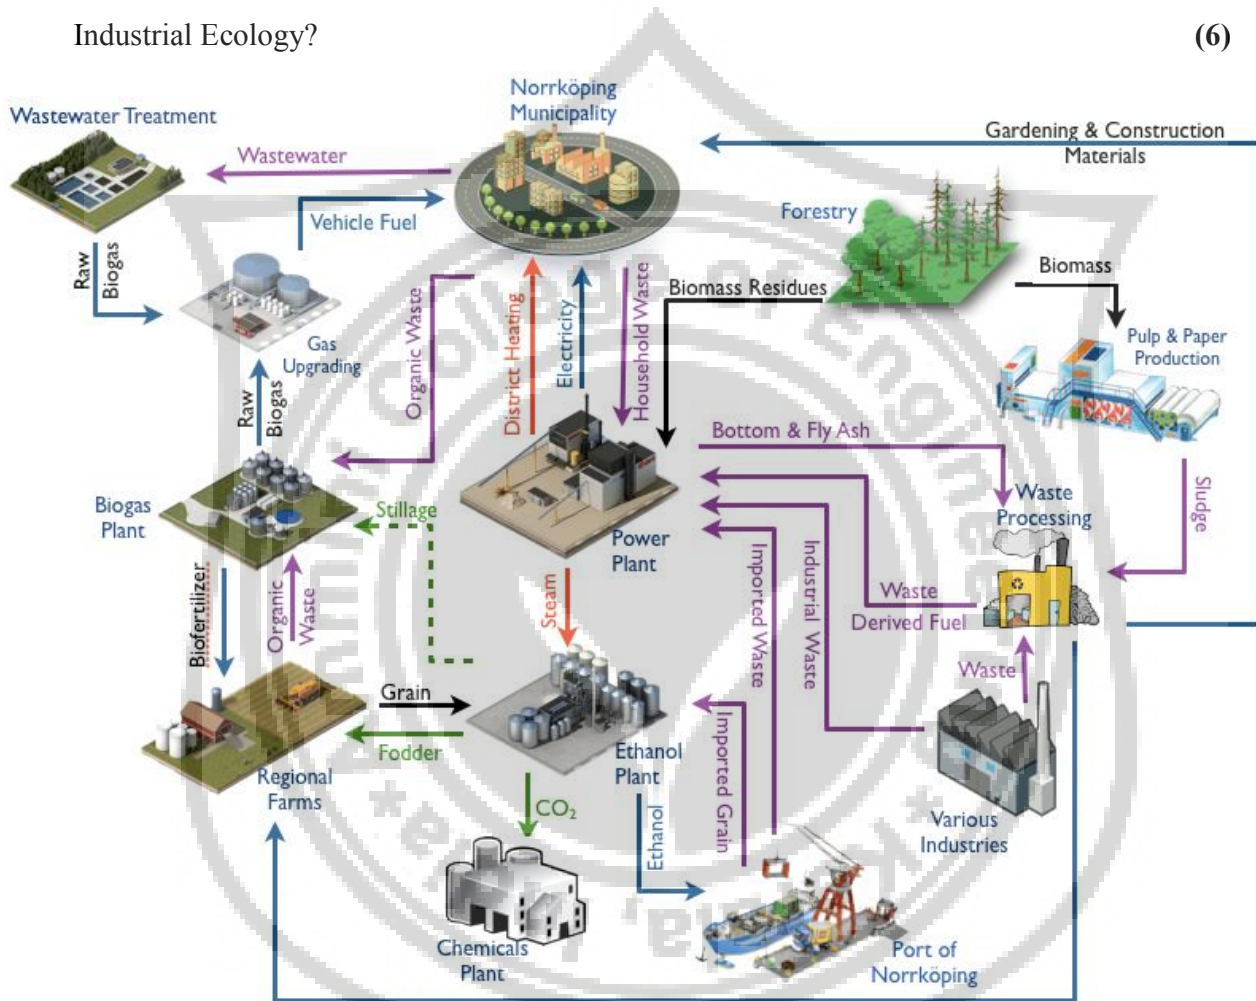 Industrial Ecology?
(6)
Norrköping
Municipality
Wastewater Treatment
Gardening & Construction
Materials
Wastewater
Vehicle Fuel
Forestry
Raw
Biogas
Biomass
Biomass Residues
Gas
Upgrading
Organic Waste
District Heating
Electricity
Household Waste
Pulp & Paper
Production
Raw
Biogas
Bottom & Fly Ash
Sludge
Biogas
Plant
Stillage
Power
Plant
Waste
Processing
Imported Waste
Industrial Waste
Waste
Derived Fuel
Biofertilizer
Organic
Waste
Steam
Waste
Grain
Fodder
Ethanol
Plant
Imported Grain
Regional
Farms
CO₂
Ethanol
Various
Industries
Chemicals
Plant
Port of
Norrköping